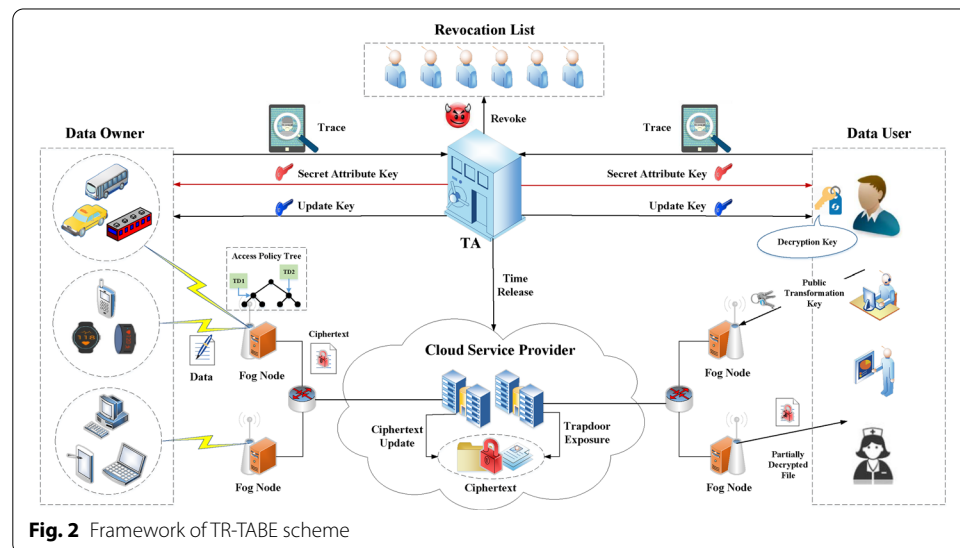 Revocation List
Revoke
Trace
Trace
Data Owner
Data User
Secret Attribute Key
Secret Attribute Key
Update Key
Update Key
TA
Decryption Key
Access Policy Tree
TD1
TD2
Time
Release
Public
Transformation
Key
Ciphertext
Data
Fog Node
Fog Node
Cloud Service Provider
Ciphertext
Update
Trapdoor
Exposure
Ciphertext
Fog Node
Fog Node
Partially
Decrypted
File
Fig. 2 Framework of TR-TABE scheme